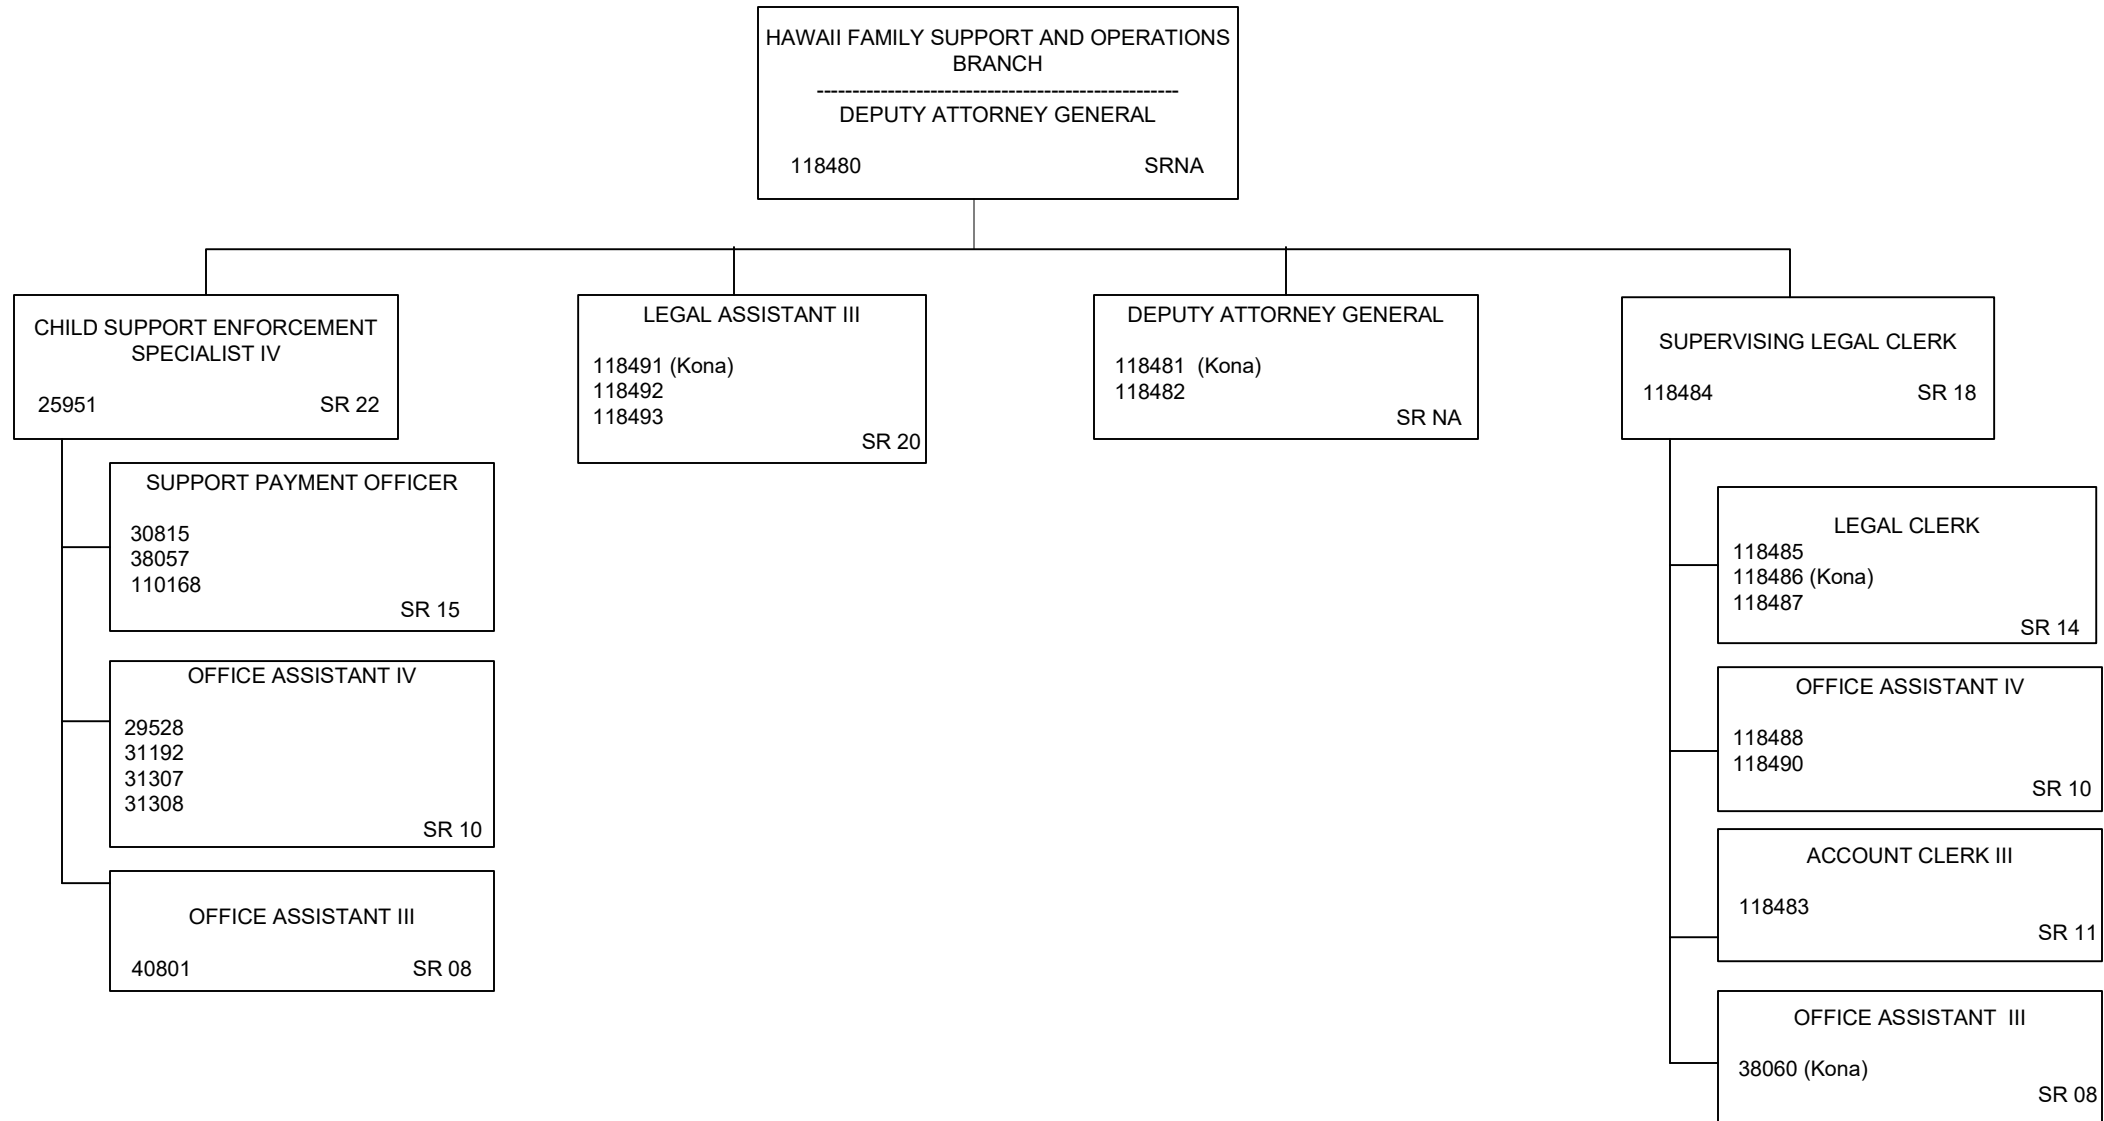 HAWAII FAMILY SUPPORT AND OPERATIONS
BRANCH
---------------------------------------------------
DEPUTY ATTORNEY GENERAL
118480 SRNA
CHILD SUPPORT ENFORCEMENT
SPECIALIST IV
25951 SR 22
SUPPORT PAYMENT OFFICER
30815
38057
110168
SR 15
OFFICE ASSISTANT IV
29528
31192
31307
31308
SR 10
OFFICE ASSISTANT III
40801 SR 08
LEGAL ASSISTANT III
118491 (Kona)
118492
118493
SR 20
DEPUTY ATTORNEY GENERAL
118481 (Kona)
118482
SR NA
SUPERVISING LEGAL CLERK
118484 SR 18
LEGAL CLERK
118485
118486 (Kona)
118487
SR 14
OFFICE ASSISTANT IV
118488
118490
SR 10
ACCOUNT CLERK III
118483
SR 11
OFFICE ASSISTANT III
38060 (Kona)
SR 08